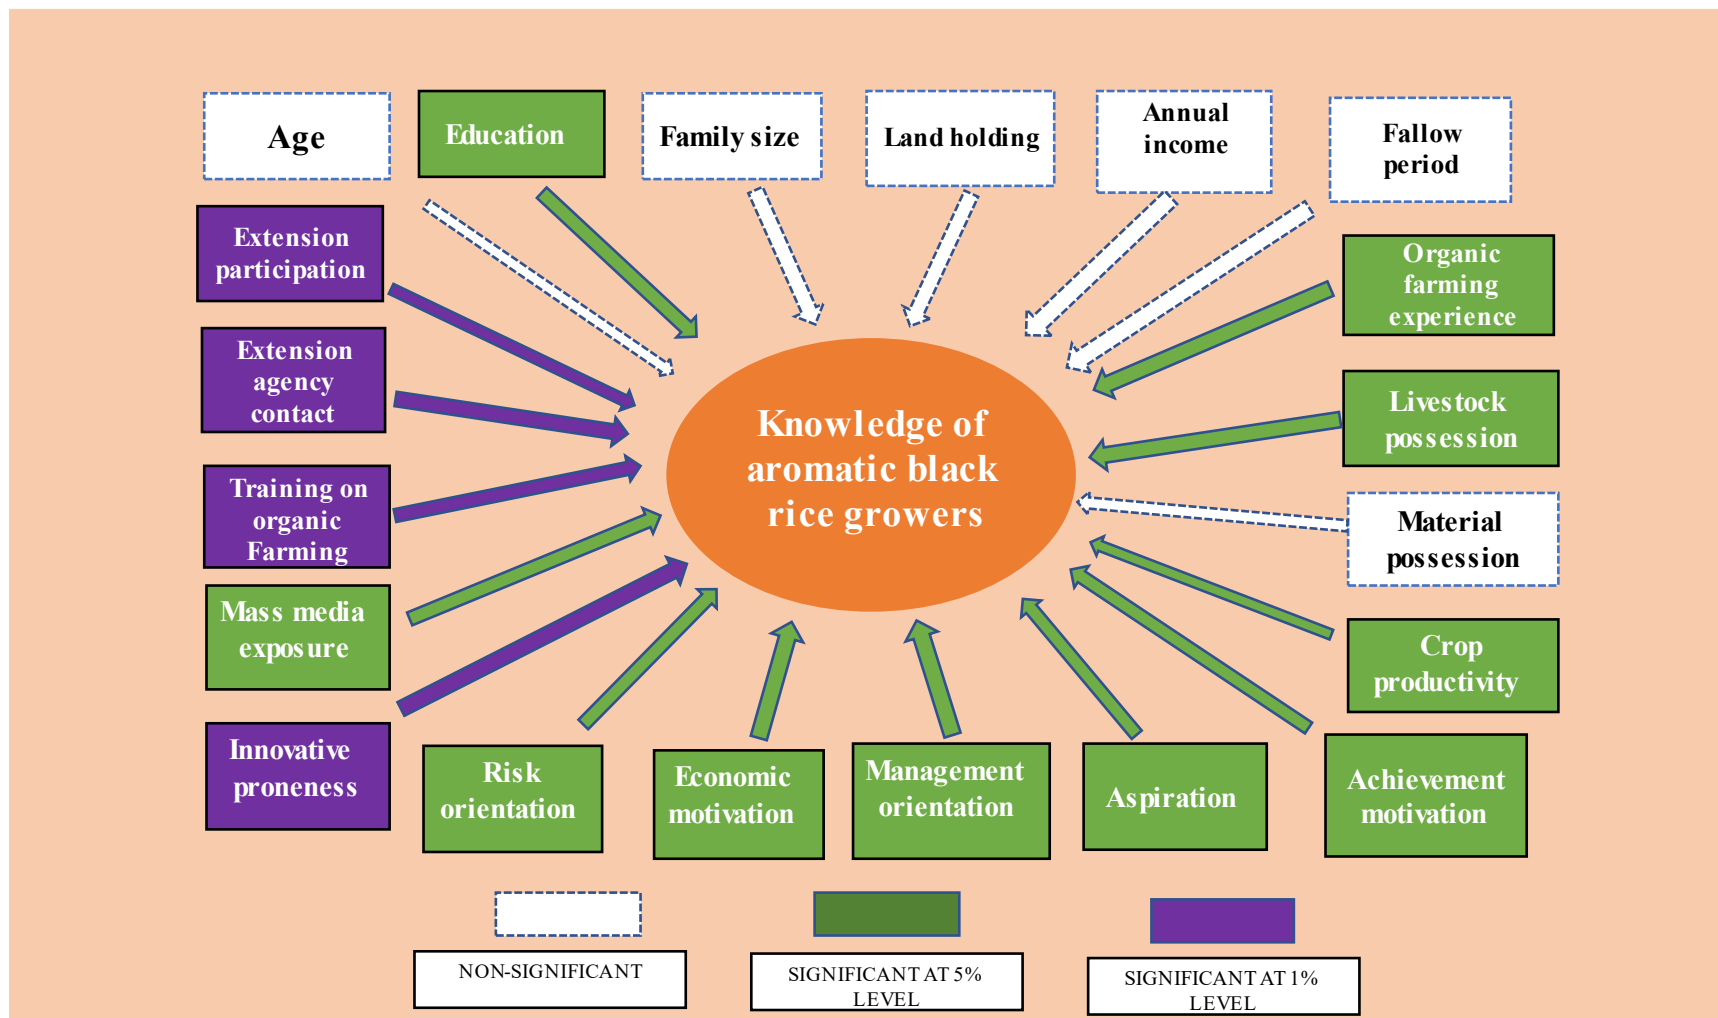 Age
Education
Family size
Land holding
Annual
income
Fallow
period
Extension
participation
Organic
farming
experience
Extension
agency
contact
Livestock
possession
Knowledge of
aromatic black
rice growers
Training on
organic
Farming
Material
possession
Mass media
exposure
Crop
productivity
Innovative
proneness
Risk
orientation
Economic
motivation
Management
orientation
Aspiration
Achievement
motivation
NON-SIGNIFICANT
SIGNIFICANT AT 5%
LEVEL
SIGNIFICANT AT 1%
LEVEL